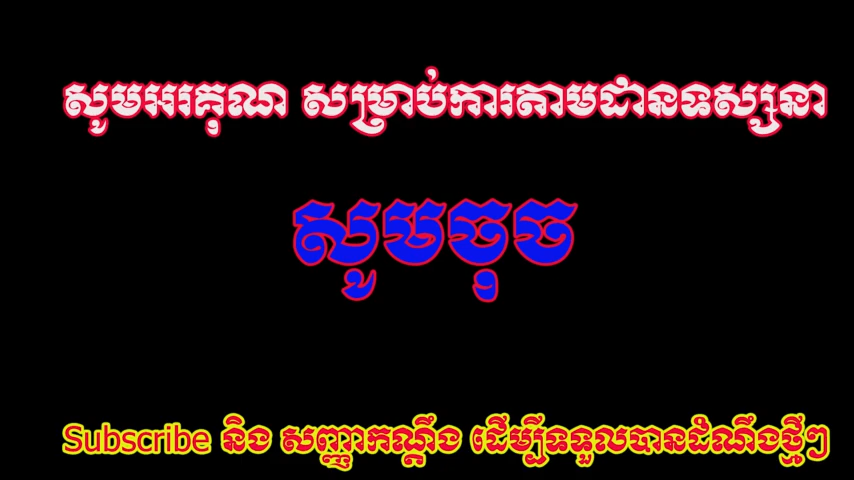 សូមអរគុណ សម្រាប់ការតាមដានទស្សនា
សូមចុច
Subscribe និង សញ្ញាកណ្ដឹង ដើម្បីទទួលបានដំណឹងថ្មីៗ